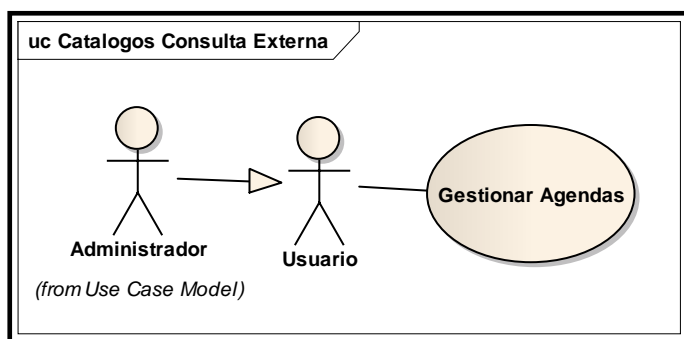 uc Catalogos Consulta Externa
Gestionar Agendas
Administrador
Usuario
(from Use Case Model)